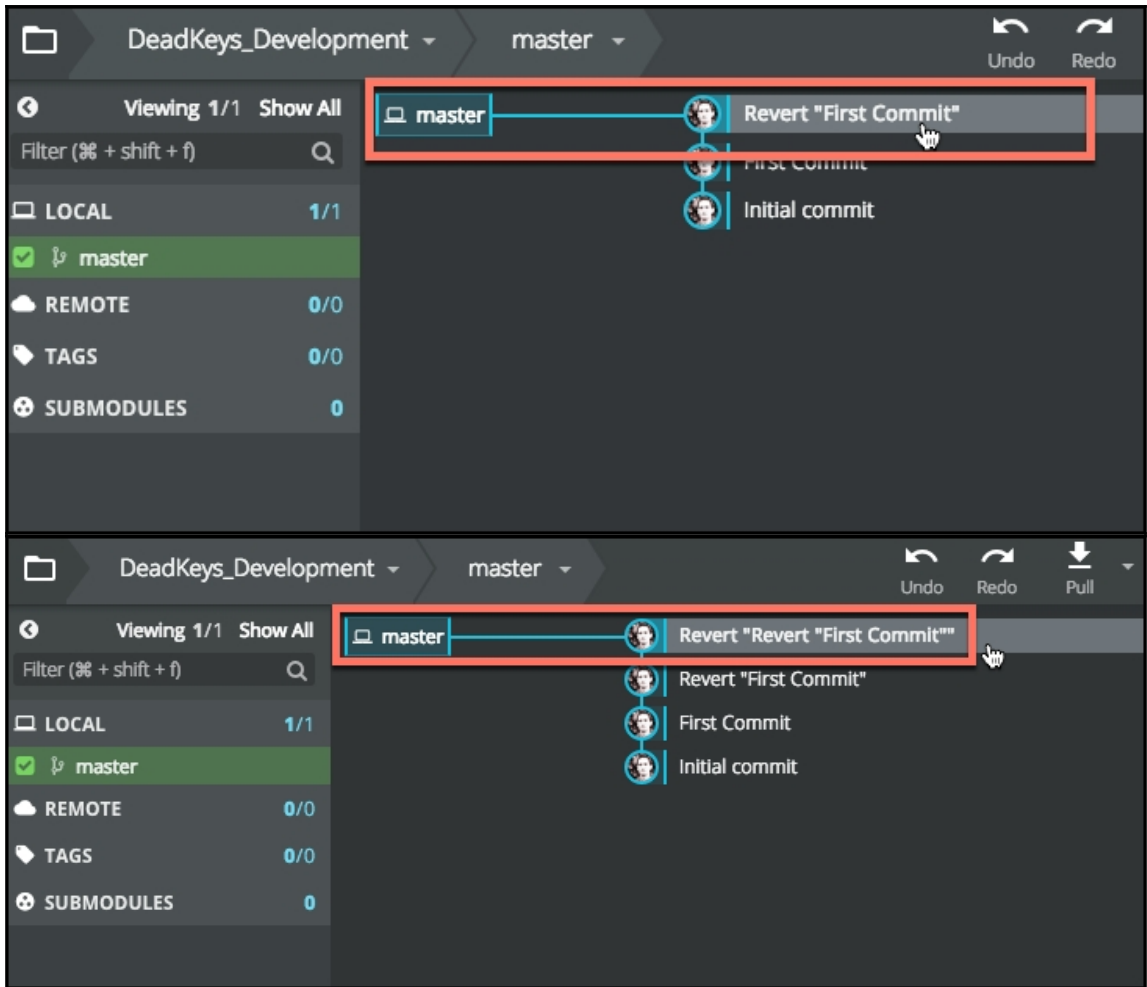 DeadKeys_Development
master
Undo
Redo
Viewing 1/1 Show All
Filter (⌘ + shift + f)
master
Revert "First Commit"
First Commit
Initial commit
LOCAL 1/1
master
REMOTE 0/0
TAGS 0/0
SUBMODULES 0
DeadKeys_Development
master
Undo
Redo
Pull
Viewing 1/1 Show All
Filter (⌘ + shift + f)
master
Revert "Revert "First Commit""
Revert "First Commit"
First Commit
Initial commit
LOCAL 1/1
master
REMOTE 0/0
TAGS 0/0
SUBMODULES 0